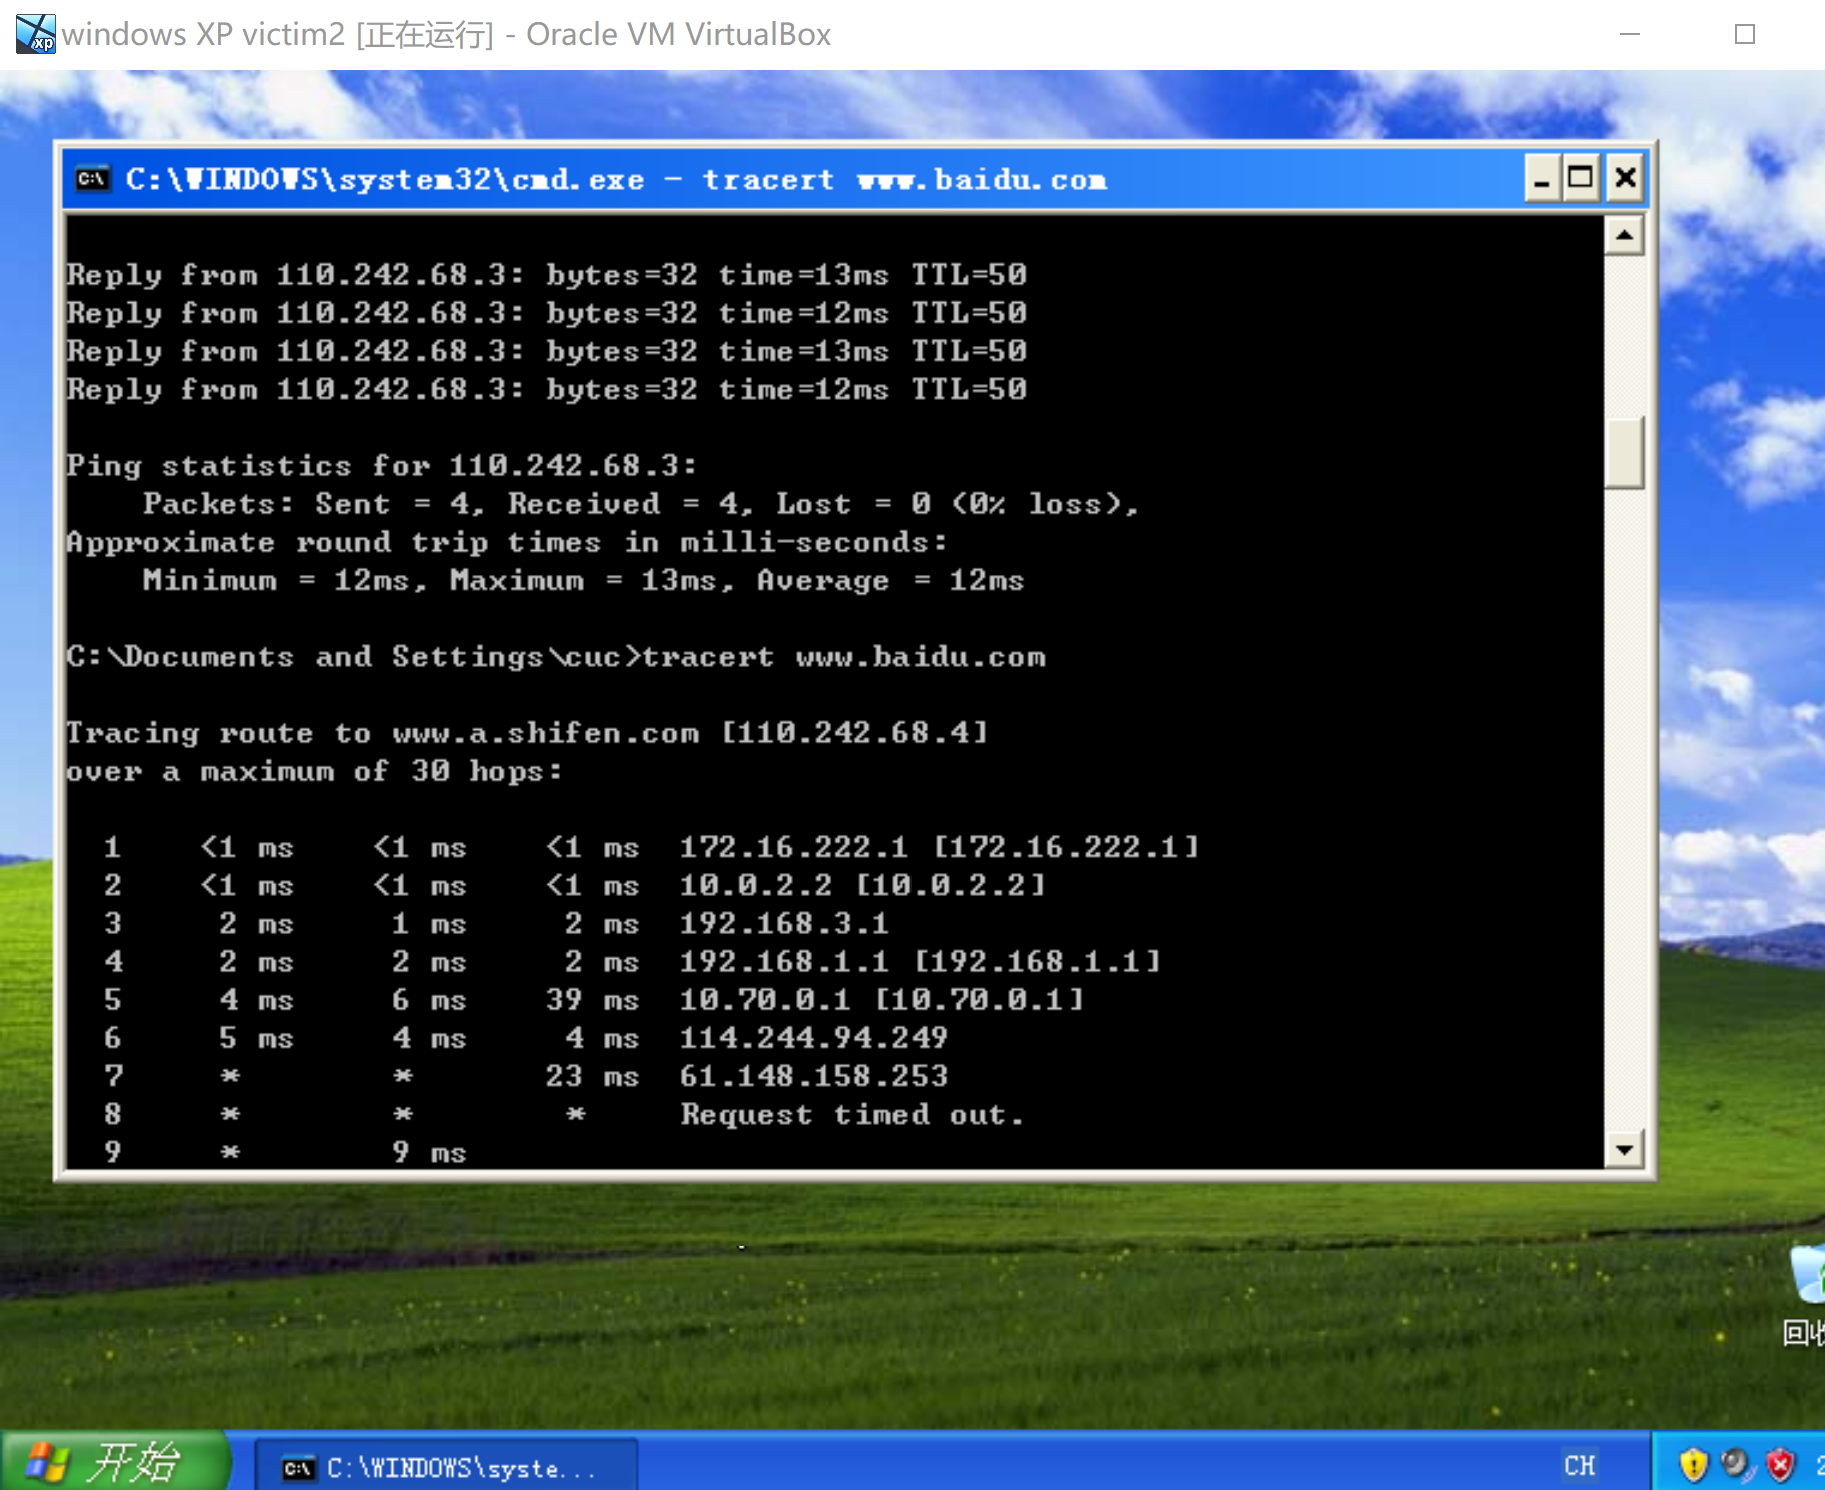 windows XP victim2 [正在运行] - Oracle VM VirtualBox
C:\WINDOWS\system32\cmd.exe - tracert www.baidu.com
Reply from 110.242.68.3: bytes=32 time=13ms TTL=50
Reply from 110.242.68.3: bytes=32 time=12ms TTL=50
Reply from 110.242.68.3: bytes=32 time=13ms TTL=50
Reply from 110.242.68.3: bytes=32 time=12ms TTL=50
Ping statistics for 110.242.68.3:
Packets: Sent = 4, Received = 4, Lost = 0 (0% loss),
Approximate round trip times in milli-seconds:
Minimum = 12ms, Maximum = 13ms, Average = 12ms
C:\Documents and Settings\cuc>tracert www.baidu.com
Tracing route to www.a.shifen.com [110.242.68.4]
over a maximum of 30 hops:
1 <1 ms <1 ms <1 ms 172.16.222.1 [172.16.222.1]
2 <1 ms <1 ms <1 ms 10.0.2.2 [10.0.2.2]
3 2 ms 1 ms 2 ms 192.168.3.1
4 2 ms 2 ms 2 ms 192.168.1.1 [192.168.1.1]
5 4 ms 6 ms 39 ms 10.70.0.1 [10.70.0.1]
6 5 ms 4 ms 4 ms 114.244.94.249
7 * * 23 ms 61.148.158.253
8 * * * Request timed out.
9 * 9 ms
回收
开始
C:\WINDOWS\syste...
CH
2